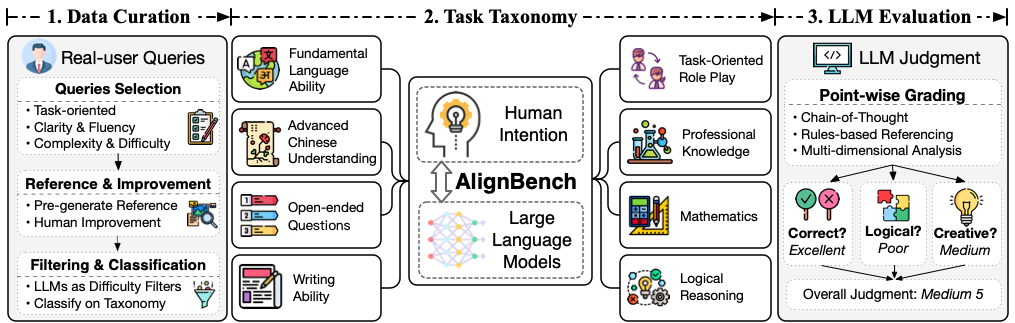 1. Data Curation
2. Task Taxonomy
3. LLM Evaluation
Real-user Queries
Queries Selection
• Task-oriented
• Clarity & Fluency
• Complexity & Difficulty
Reference & Improvement
• Pre-generate Reference
• Human Improvement
Filtering & Classification
• LLMs as Difficulty Filters
• Classify on Taxonomy
A
文
अ
Fundamental
Language
Ability
Advanced
Chinese
Understanding
1
2
3
Open-ended
Questions
Writing
Ability
Human
Intention
AlignBench
Large
Language
Models
Task-Oriented
Role Play
Professional
Knowledge
Mathematics
Logical
Reasoning
</> 
LLM Judgment
Point-wise Grading
• Chain-of-Thought
• Rules-based Referencing
• Multi-dimensional Analysis
Correct?
Excellent
Logical?
Poor
Creative?
Medium
Overall Judgment: Medium 5